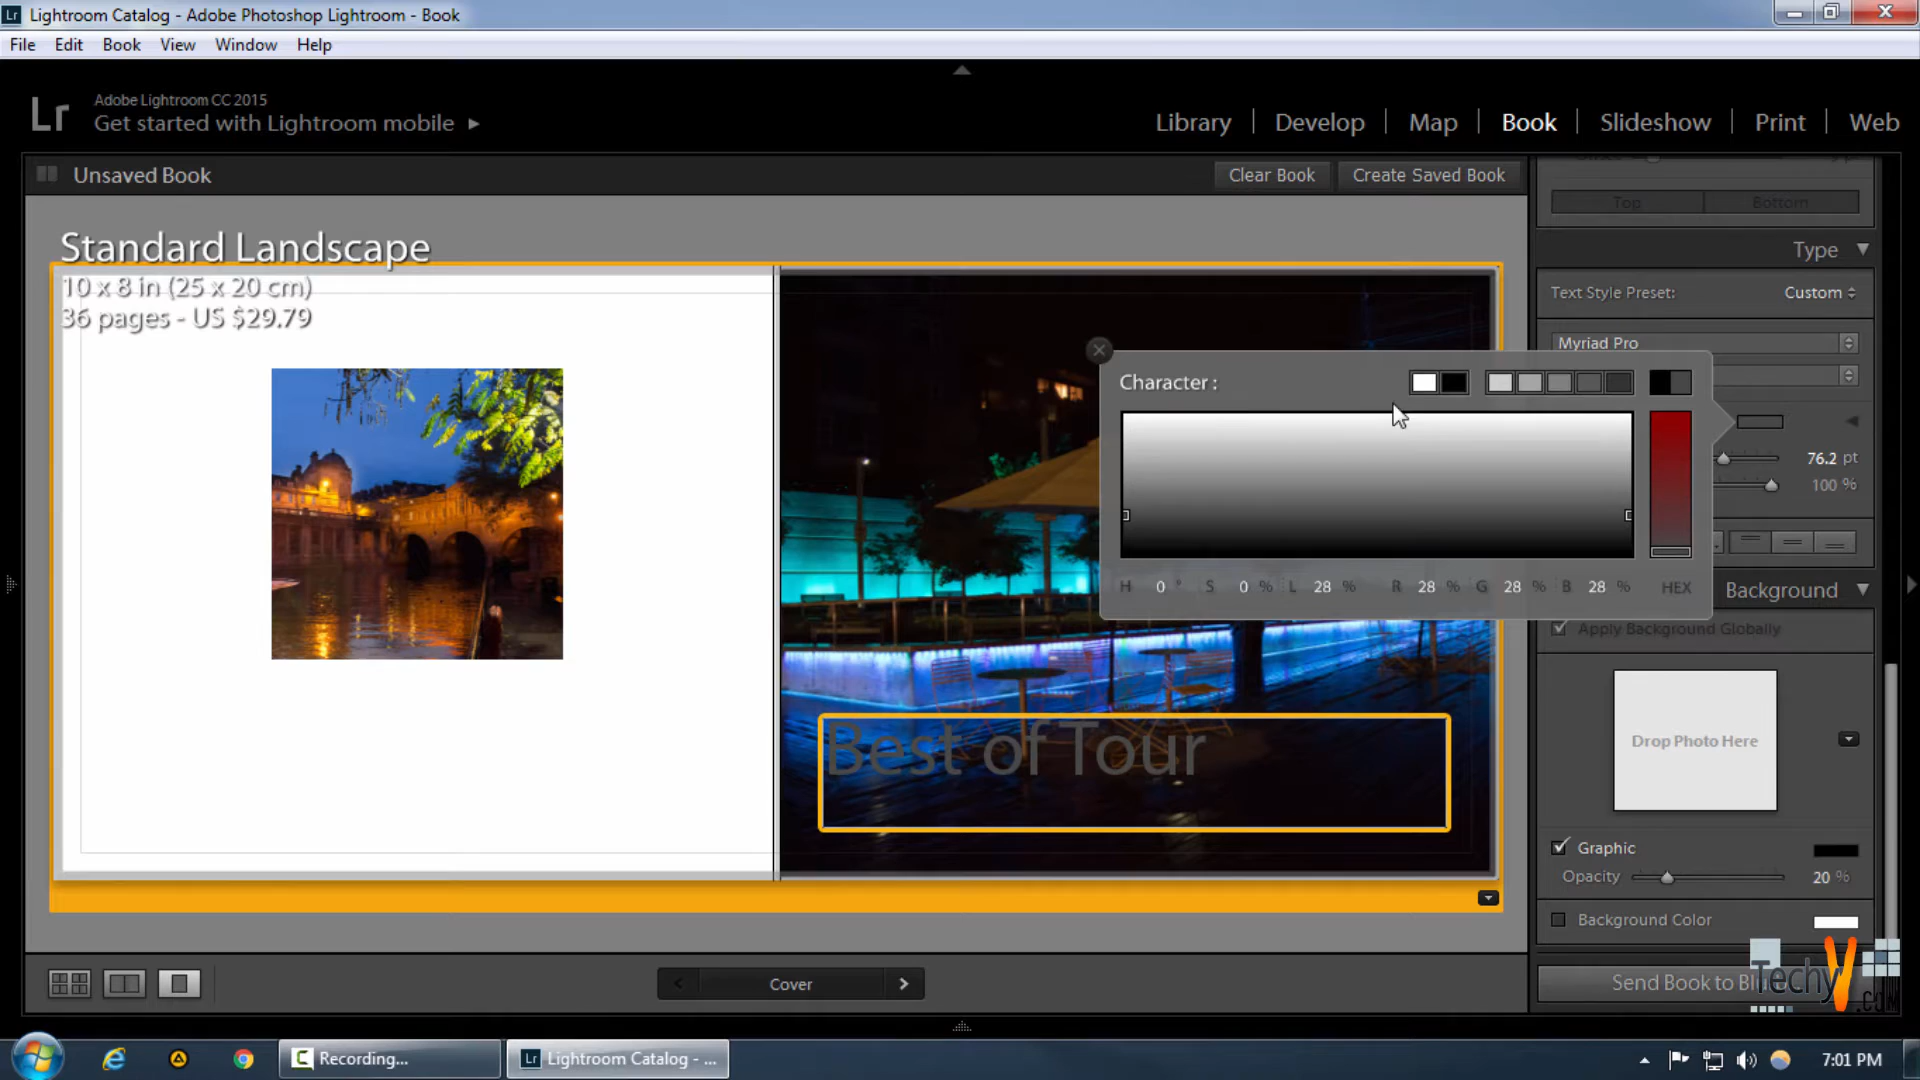 Lightroom Catalog - Adobe Photoshop Lightroom - Book
File Edit Book View Window Help
Adobe Lightroom CC 2015
Get started with Lightroom mobile
Library Develop Map Book Slideshow Print Web
Unsaved Book
Clear Book Create Saved Book
Top Bottom
Standard Landscape
10 x 8 in (25 x 20 cm)
36 pages - US $29.79
Type
Text Style Preset: Custom
Myriad Pro
Character :
76.2 pt
100 %
H 0 ° S 0 % L 28 % R 28 % G 28 % B 28 % HEX
Background
Apply Background Globally
Drop Photo Here
Best of Tour
Graphic
Opacity 20 %
Background Color
Send Book to
TechyV.COM
Cover
Recording...
Lightroom Catalog - ...
7:01 PM